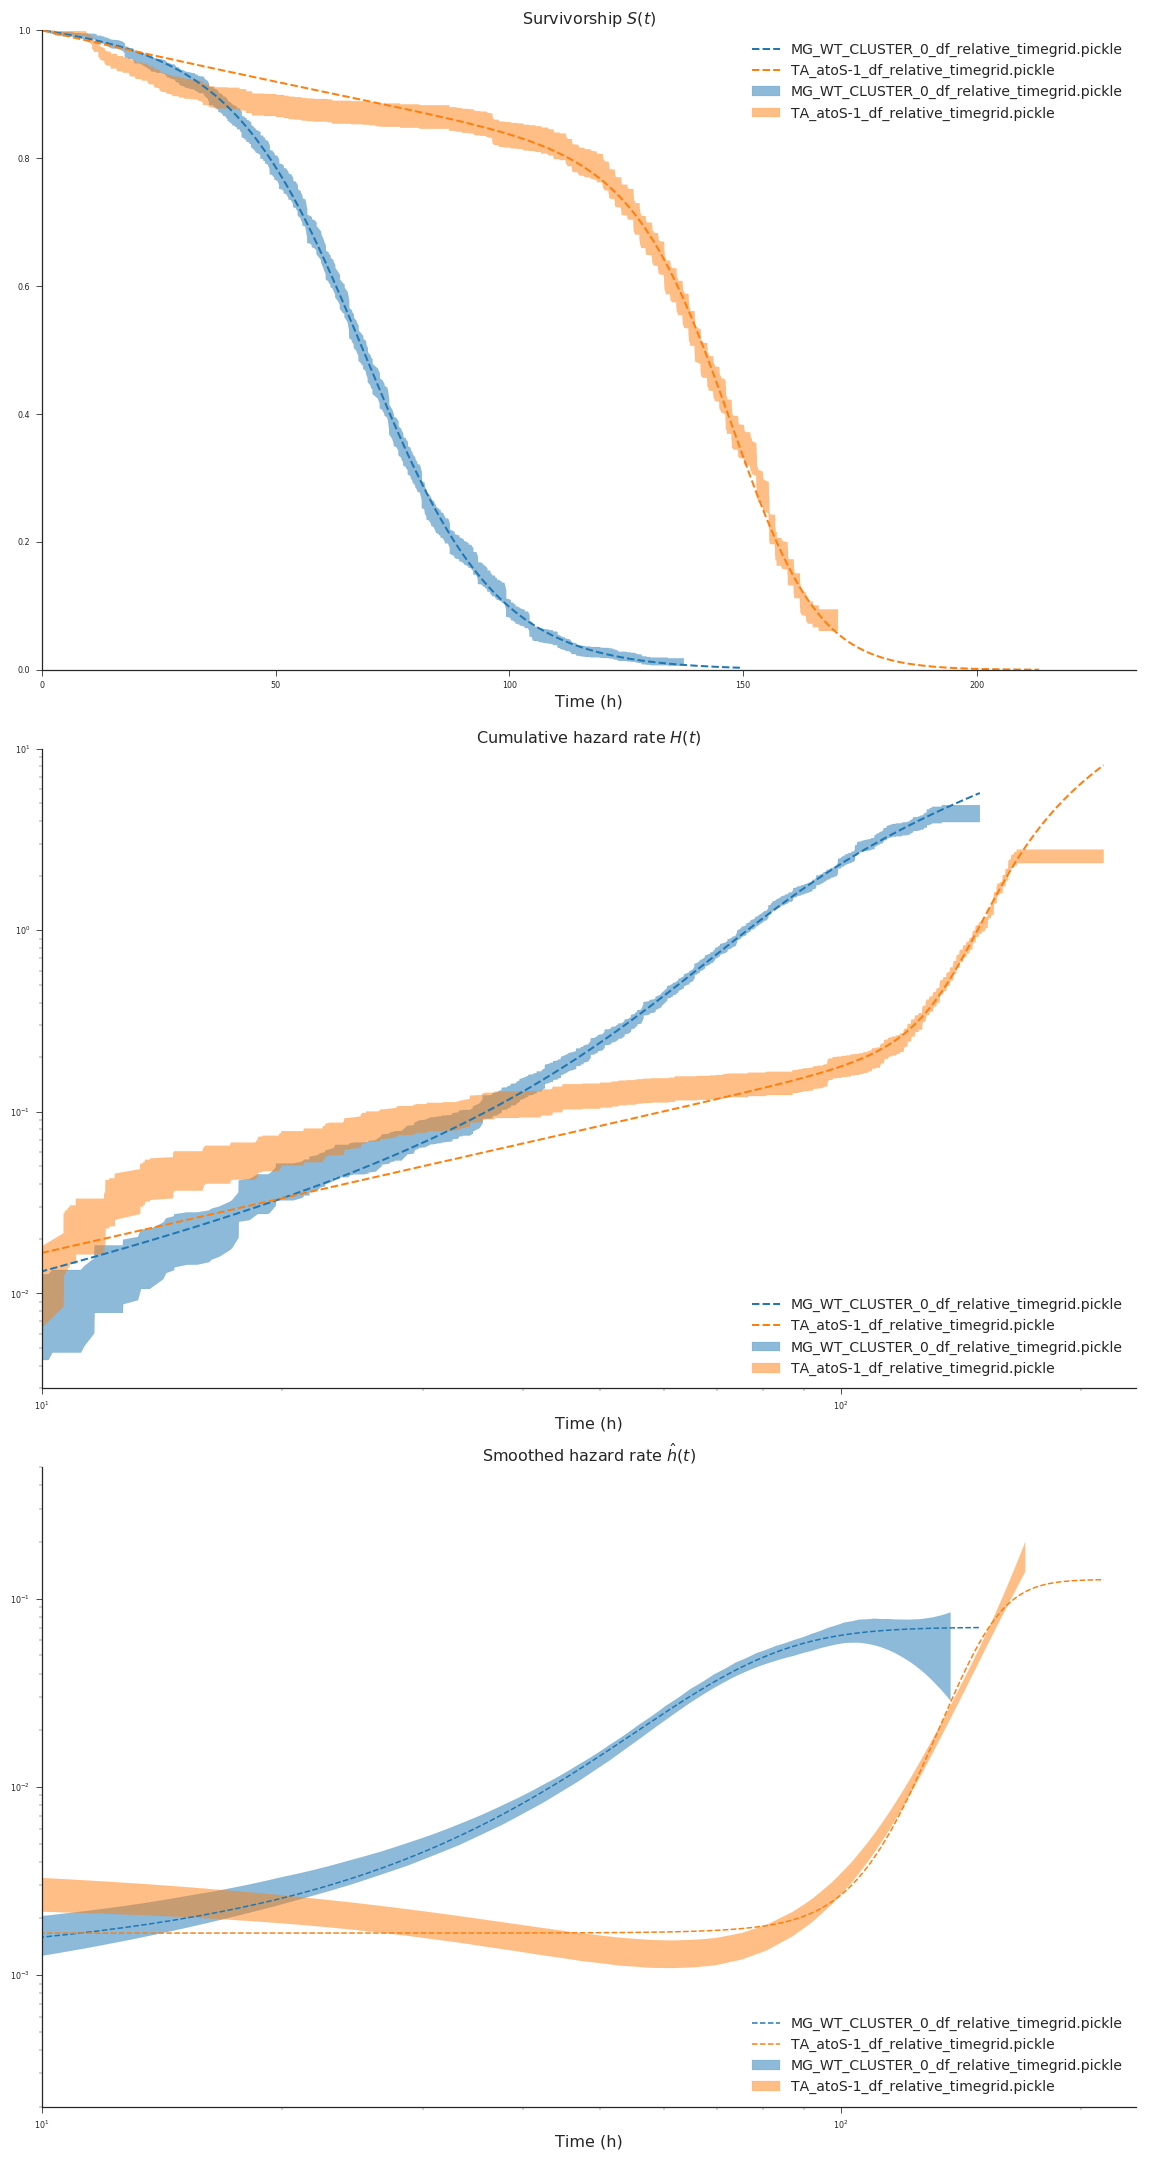 Survivorship S(t)
1.0
0.8
0.6
0.4
0.2
0.0
MG_WT_CLUSTER_0_df_relative_timegrid.pickle
TA_atoS-1_df_relative_timegrid.pickle
MG_WT_CLUSTER_0_df_relative_timegrid.pickle
TA_atoS-1_df_relative_timegrid.pickle
0 50 100 150 200
Time (h)
Cumulative hazard rate H(t)
10¹
10⁰
10⁻¹
10⁻²
MG_WT_CLUSTER_0_df_relative_timegrid.pickle
TA_atoS-1_df_relative_timegrid.pickle
MG_WT_CLUSTER_0_df_relative_timegrid.pickle
TA_atoS-1_df_relative_timegrid.pickle
10¹ 10²
Time (h)
Smoothed hazard rate ĥ(t)
10⁻¹
10⁻²
10⁻³
MG_WT_CLUSTER_0_df_relative_timegrid.pickle
TA_atoS-1_df_relative_timegrid.pickle
MG_WT_CLUSTER_0_df_relative_timegrid.pickle
TA_atoS-1_df_relative_timegrid.pickle
10¹ 10²
Time (h)